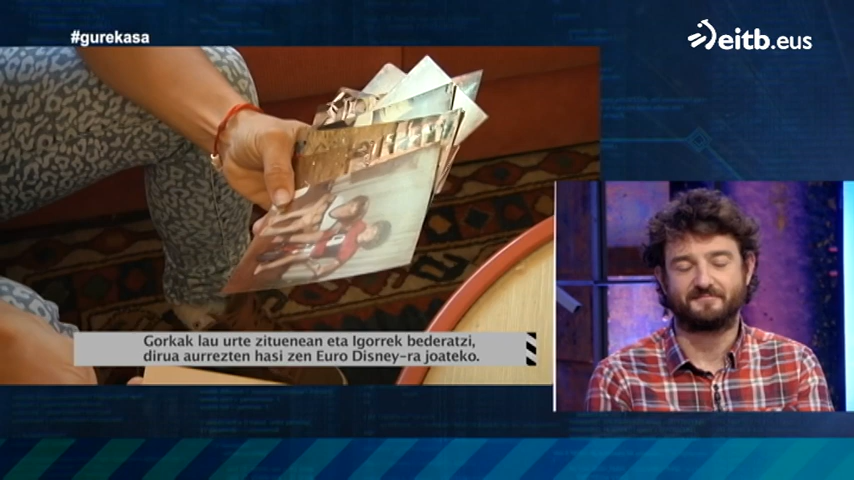 #gurekasa
eitb.eus
Gorkak lau urte zituenean eta Igorrek bederatzi,
dirua aurrezten hasi zen Euro Disney-ra joateko.